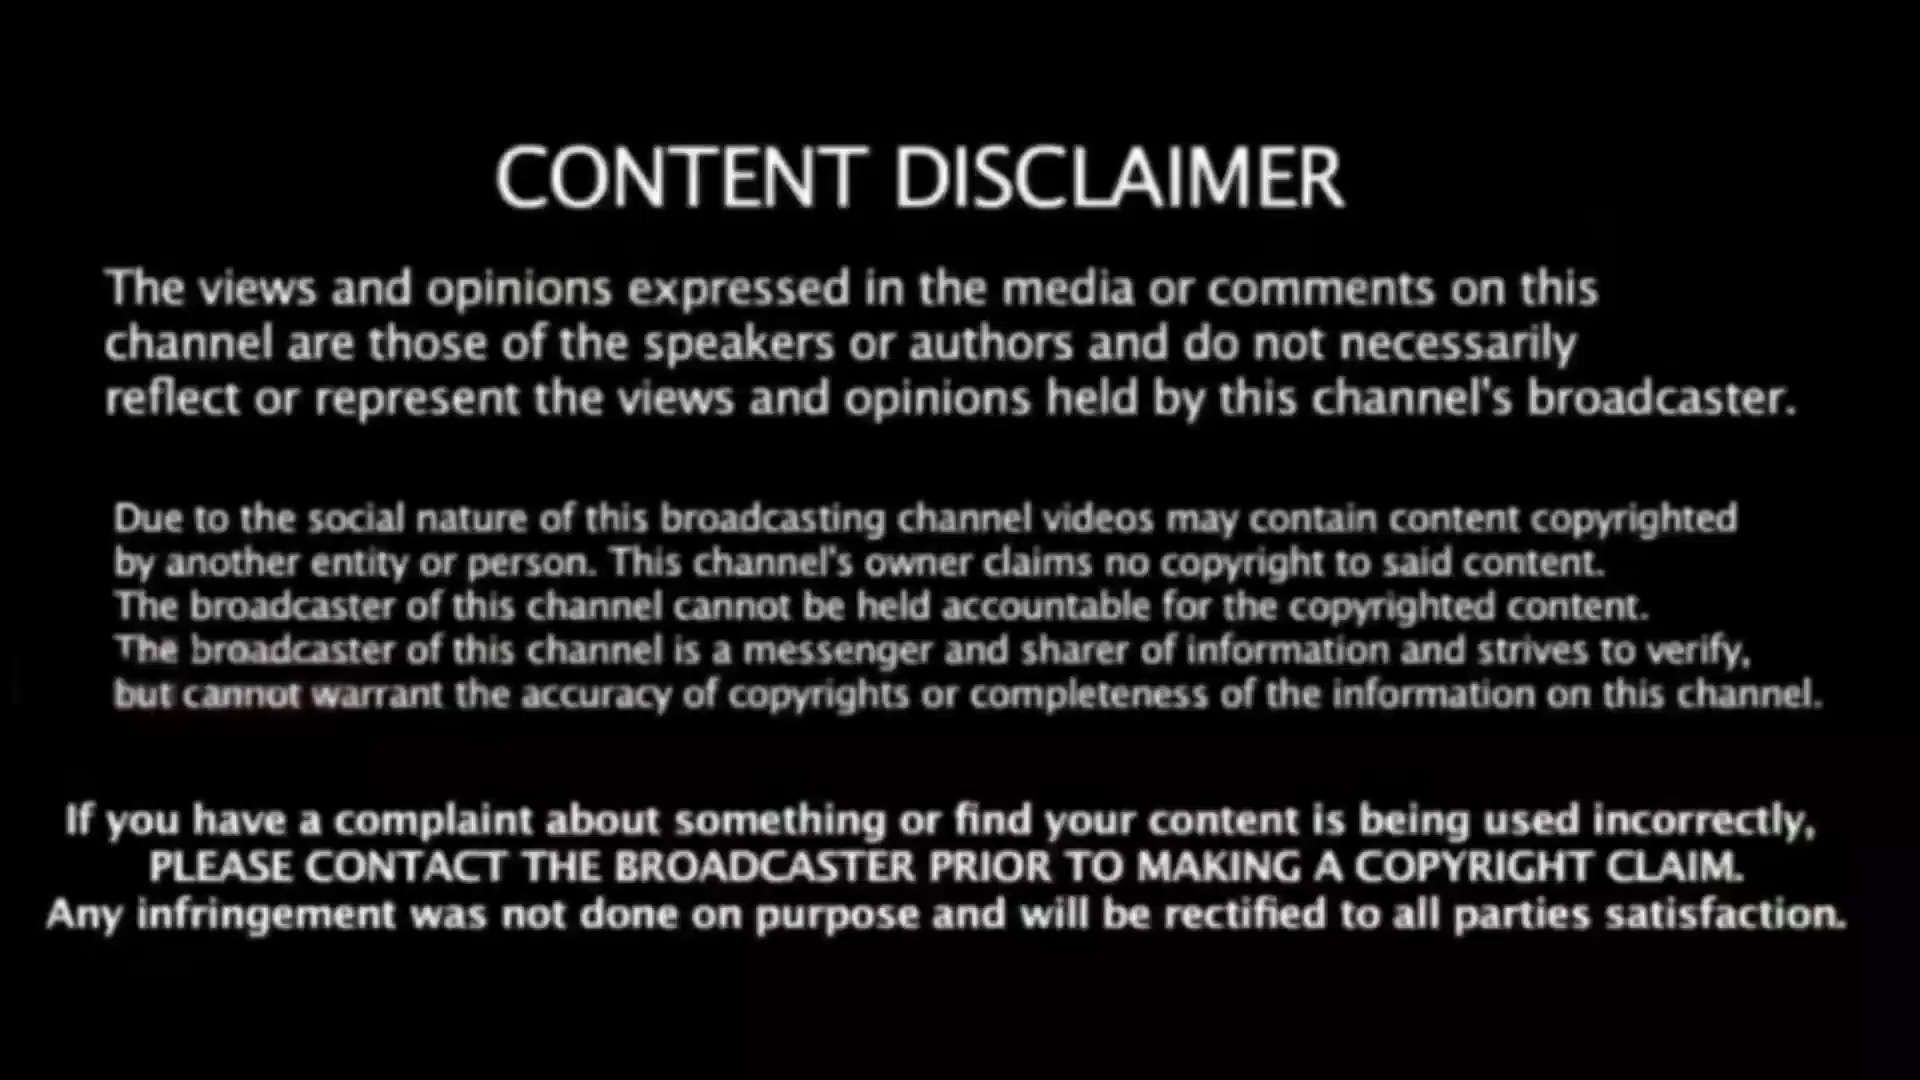 CONTENT DISCLAIMER
The views and opinions expressed in the media or comments on this
channel are those of the speakers or authors and do not necessarily
reflect or represent the views and opinions held by this channel's broadcaster.
Due to the social nature of this broadcasting channel videos may contain content copyrighted
by another entity or person. This channel's owner claims no copyright to said content.
The broadcaster of this channel cannot be held accountable for the copyrighted content.
The broadcaster of this channel is a messenger and sharer of information and strives to verify,
but cannot warrant the accuracy of copyrights or completeness of the information on this channel.
If you have a complaint about something or find your content is being used incorrectly,
PLEASE CONTACT THE BROADCASTER PRIOR TO MAKING A COPYRIGHT CLAIM.
Any infringement was not done on purpose and will be rectified to all parties satisfaction.